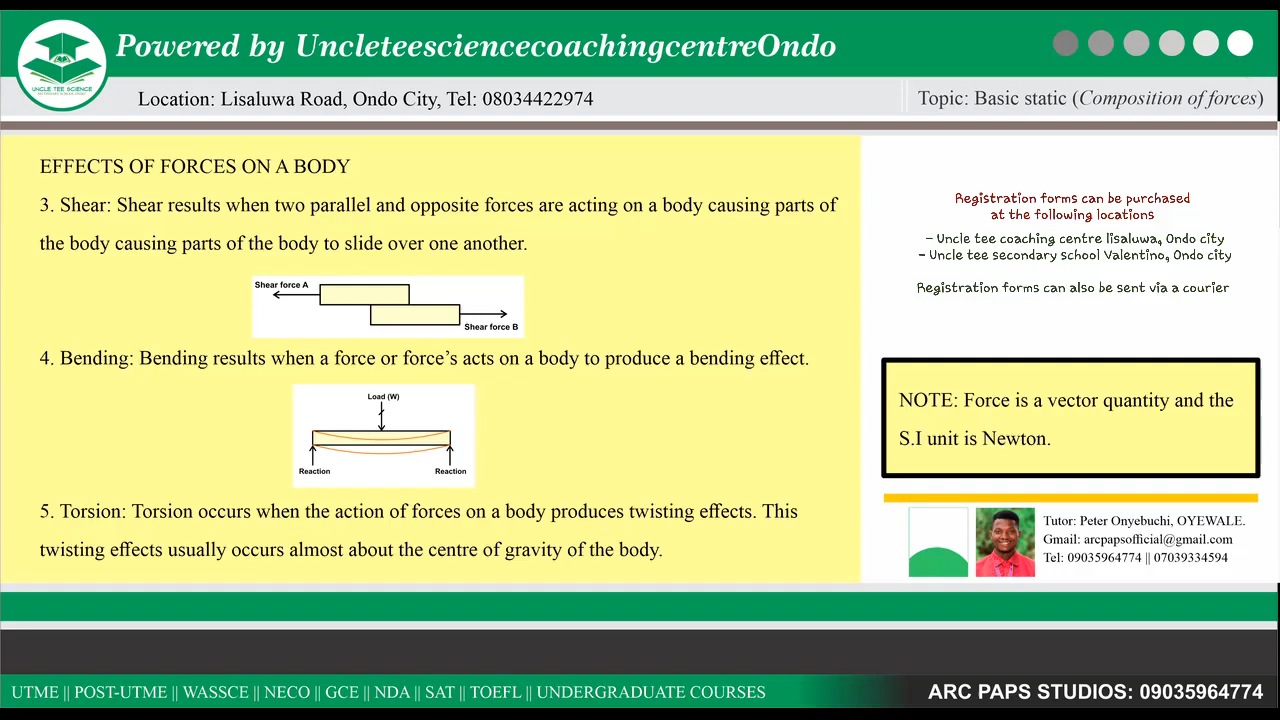 Powered by UncleteesciencecoachingcentreOndo
UNCLE TEE SCIENCE
Location: Lisaluwa Road, Ondo City, Tel: 08034422974
Topic: Basic static (Composition of forces)
EFFECTS OF FORCES ON A BODY
3. Shear: Shear results when two parallel and opposite forces are acting on a body causing parts of
the body causing parts of the body to slide over one another.
Shear force A
Shear force B
4. Bending: Bending results when a force or force’s acts on a body to produce a bending effect.
Load (W)
Reaction
Reaction
5. Torsion: Torsion occurs when the action of forces on a body produces twisting effects. This
twisting effects usually occurs almost about the centre of gravity of the body.
Registration forms can be purchased
at the following locations
- Uncle tee coaching centre lisaluwa, Ondo city
- Uncle tee secondary school Valentino, Ondo city
Registration forms can also be sent via a courier
NOTE: Force is a vector quantity and the
S.I unit is Newton.
Tutor: Peter Onyebuchi, OYEWALE.
Gmail: arcpapsofficial@gmail.com
Tel: 09035964774 || 07039334594
UTME || POST-UTME || WASSCE || NECO || GCE || NDA || SAT || TOEFL || UNDERGRADUATE COURSES
ARC PAPS STUDIOS: 09035964774